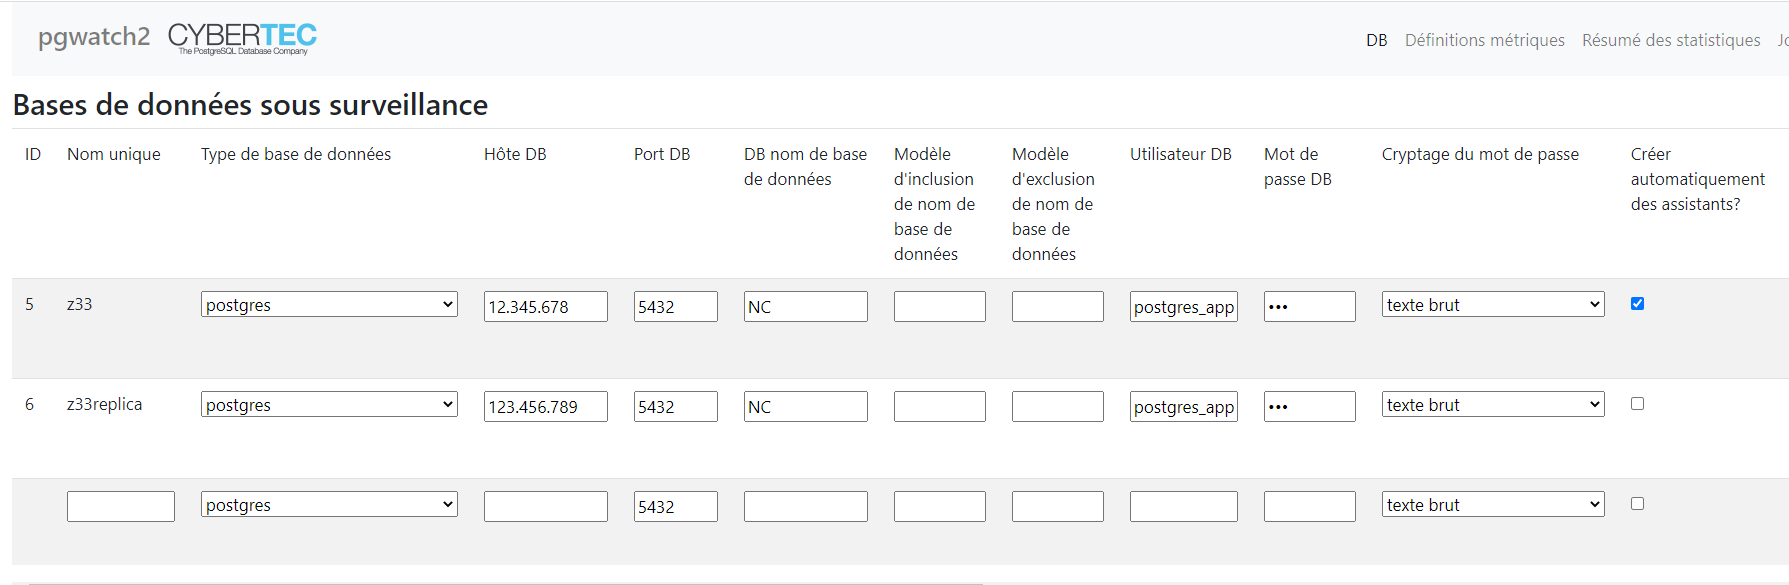 pgwatch2 CYBERTEC
The PostgreSQL Database Company
DB Définitions métriques Résumé des statistiques
Bases de données sous surveillance
ID Nom unique Type de base de données Hôte DB Port DB DB nom de base de données Modèle d'inclusion de nom de base de données Modèle d'exclusion de nom de base de données Utilisateur DB Mot de passe DB Cryptage du mot de passe Créer automatiquement des assistants?
5 z33 postgres 12.345.678 5432 NC postgres_app ••• texte brut
6 z33replica postgres 123.456.789 5432 NC postgres_app ••• texte brut
postgres 5432 texte brut